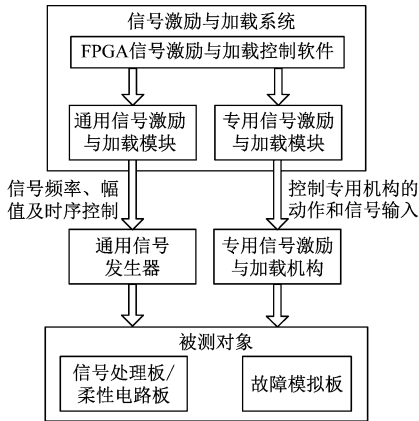 信号激励与加载系统
FPGA信号激励与加载控制软件
通用信号激励
与加载模块
专用信号激励
与加载模块
信号频率、幅
值及时序控制
控制专用机构的
动作和信号输入
通用信号
发生器
专用信号激励
与加载机构
被测对象
信号处理板/
柔性电路板
故障模拟板